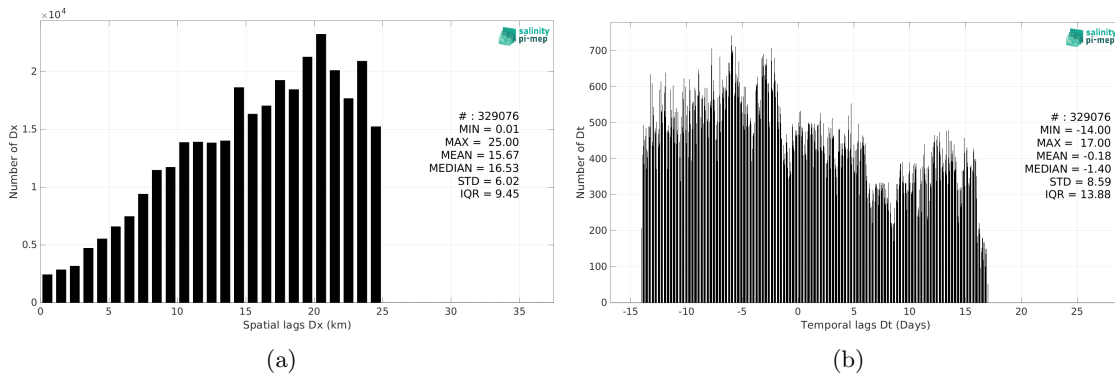 ×10⁴
salinity
pi-mep
2
1.5
1
0.5
0
Number of Dx
# : 329076
MIN = 0.01
MAX = 25.00
MEAN = 15.67
MEDIAN = 16.53
STD = 6.02
IQR = 9.45
0 5 10 15 20 25 30 35
Spatial lags Dx (km)
(a)
salinity
pi-mep
700
600
500
400
300
200
100
0
Number of Dt
# : 329076
MIN = -14.00
MAX = 17.00
MEAN = -0.18
MEDIAN = -1.40
STD = 8.59
IQR = 13.88
-15 -10 -5 0 5 10 15 20 25
Temporal lags Dt (Days)
(b)